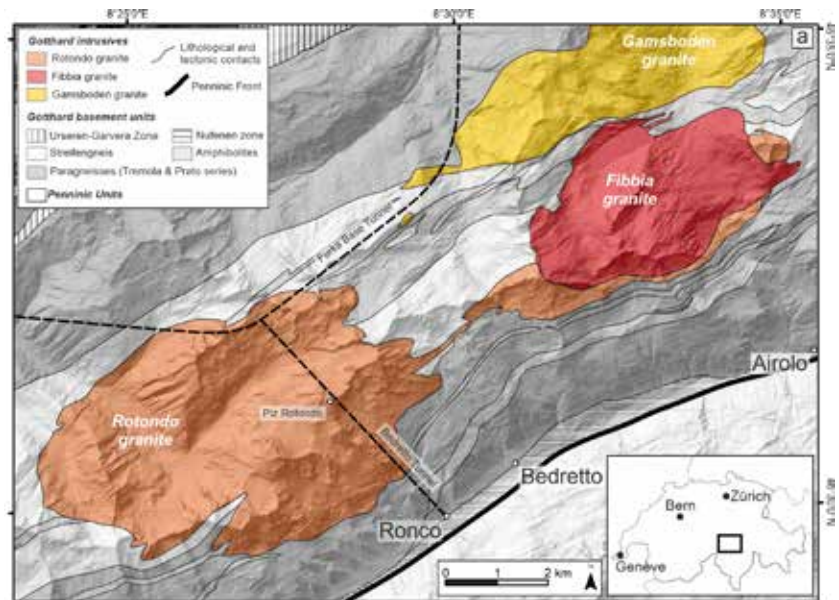 8°25'0"E
8°30'0"E
8°35'0"E
a
Gotthard intrusives
Rotondo granite
Fibbia granite
Gamsboden granite
Lithological and
tectonic contacts
Penninic Front
Gotthard basement units
Urseren-Garvera Zone
Nufenen zone
Streifengneis
Amphibolites
Paragneisses (Tremola & Prato series)
Penninic Units
Gamsboden
granite
Fibbia
granite
Furka Base Tunnel
Airolo
Piz Rotondo
Rotondo
granite
Bedretto
Ronco
Zürich
Bern
Genève
0 1 2 km